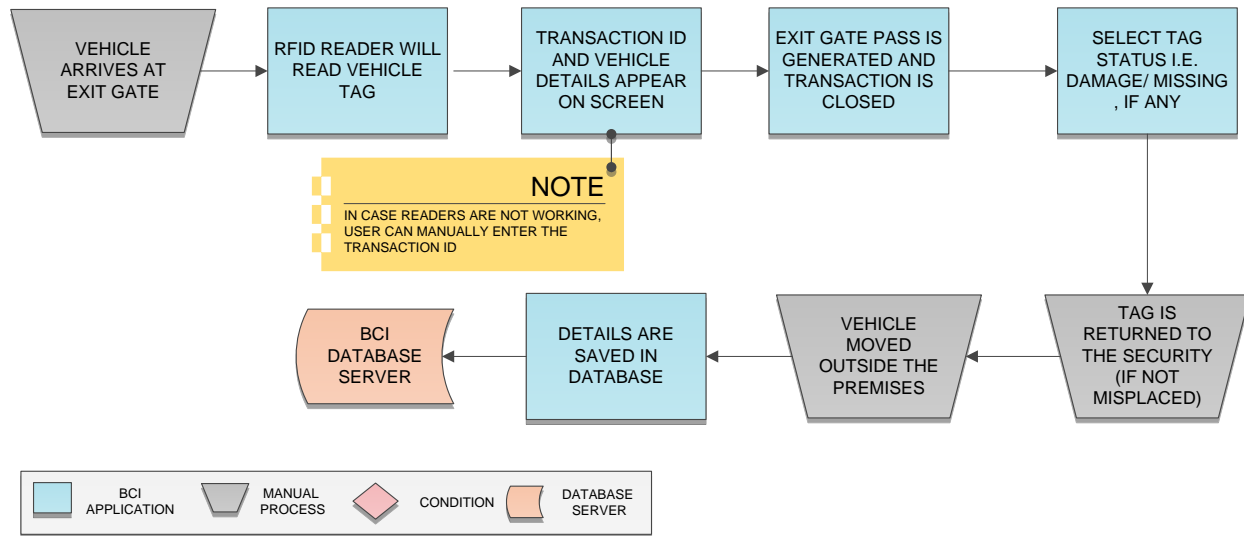 VEHICLE
ARRIVES AT
EXIT GATE
RFID READER WILL
READ VEHICLE
TAG
TRANSACTION ID
AND VEHICLE
DETAILS APPEAR
ON SCREEN
EXIT GATE PASS IS
GENERATED AND
TRANSACTION IS
CLOSED
SELECT TAG
STATUS I.E.
DAMAGE/ MISSING
, IF ANY
NOTE
IN CASE READERS ARE NOT WORKING,
USER CAN MANUALLY ENTER THE
TRANSACTION ID
BCI
DATABASE
SERVER
DETAILS ARE
SAVED IN
DATABASE
VEHICLE
MOVED
OUTSIDE THE
PREMISES
TAG IS
RETURNED TO
THE SECURITY
(IF NOT
MISPLACED)
BCI
APPLICATION
MANUAL
PROCESS
CONDITION
DATABASE
SERVER